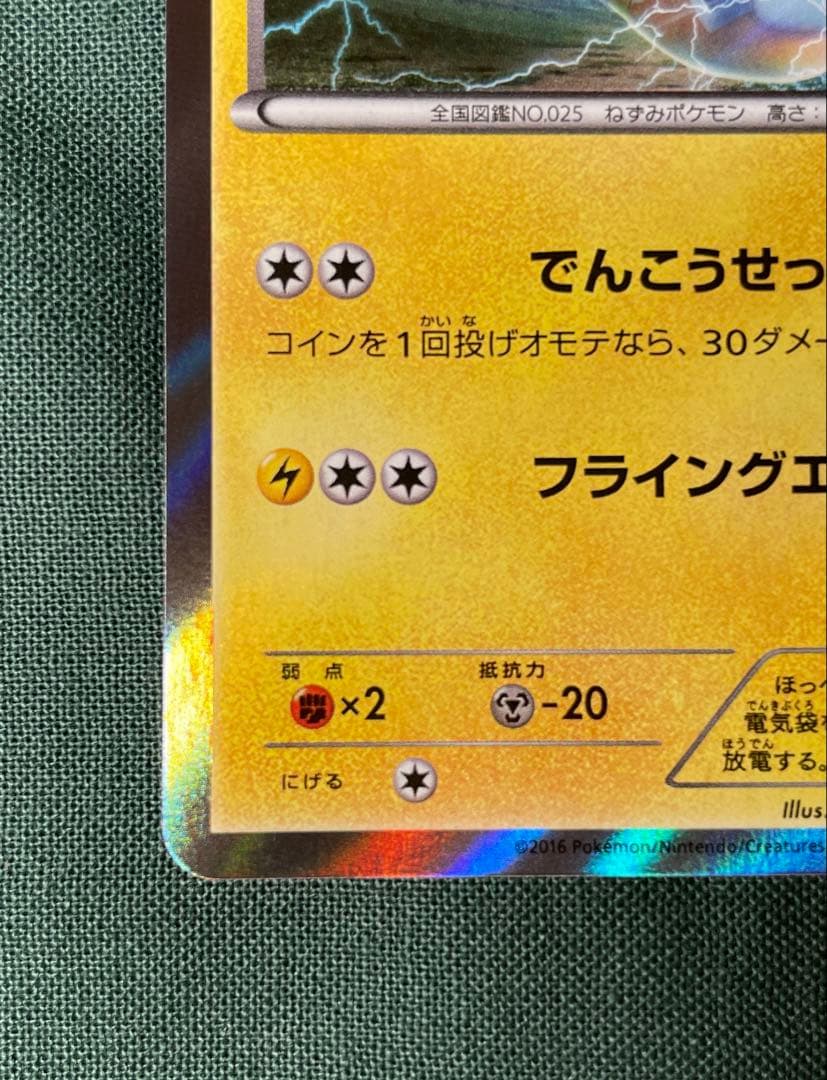 全国図鑑NO.025 ねずみポケモン 高さ:
でんこうせっ
かい な
コインを1回投げオモテなら、30ダメー
フライングエ
弱 点
抵抗力
×2
-20
にげる
ほっぺ
でんきぶくろ
電気袋
ほうでん
放電する。
Illus.
©2016 Pokémon/Nintendo/Creatures